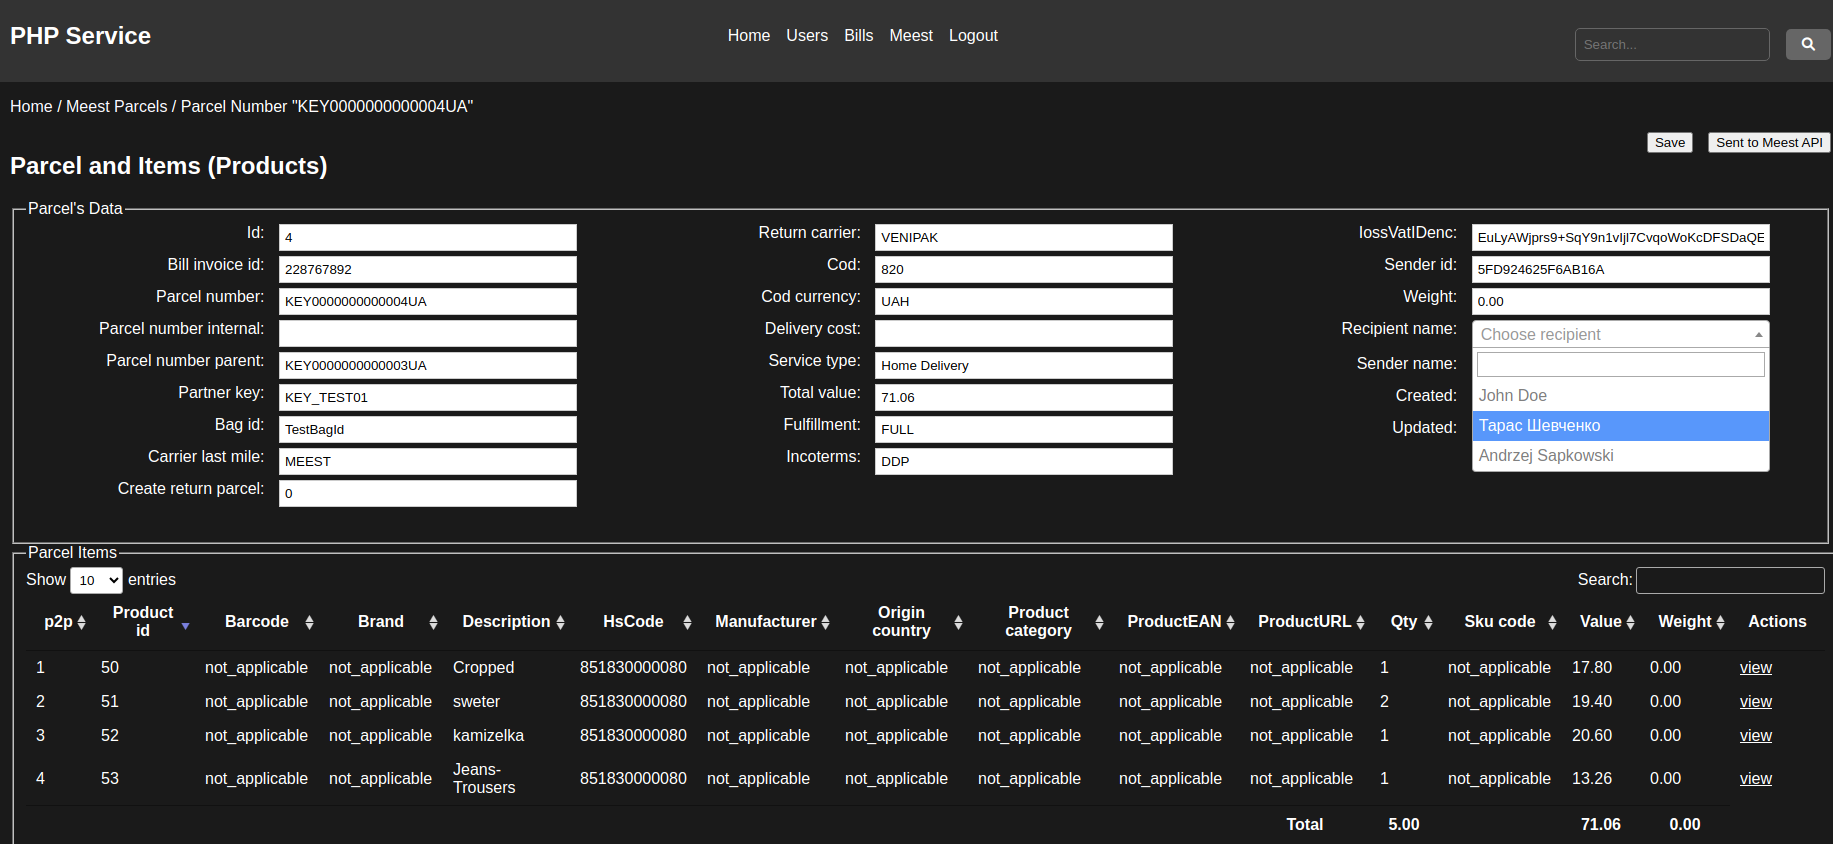 PHP Service
Home Users Bills Meest Logout
Search...
Home / Meest Parcels / Parcel Number "KEY0000000000004UA"
Save Sent to Meest API
Parcel and Items (Products)
Parcel's Data
Id: 4
Bill invoice id: 228767892
Parcel number: KEY0000000000004UA
Parcel number internal:
Parcel number parent: KEY0000000000003UA
Partner key: KEY_TEST01
Bag id: TestBagId
Carrier last mile: MEEST
Create return parcel: 0
Return carrier: VENIPAK
Cod: 820
Cod currency: UAH
Delivery cost:
Service type: Home Delivery
Total value: 71.06
Fulfillment: FULL
Incoterms: DDP
IossVatIDenc: EuLyAWjprs9+SqY9n1vIjl7CvqoWoKcDFSDaQE
Sender id: 5FD924625F6AB16A
Weight: 0.00
Recipient name: Choose recipient
Sender name:
Created:
Updated:
John Doe
Тарас Шевченко
Andrzej Sapkowski
Parcel Items
Show 10 entries
Search:
p2p Product id Barcode Brand Description HsCode Manufacturer Origin country Product category ProductEAN ProductURL Qty Sku code Value Weight Actions
1 50 not_applicable not_applicable Cropped 851830000080 not_applicable not_applicable not_applicable not_applicable not_applicable 1 not_applicable 17.80 0.00 view
2 51 not_applicable not_applicable sweter 851830000080 not_applicable not_applicable not_applicable not_applicable not_applicable 2 not_applicable 19.40 0.00 view
3 52 not_applicable not_applicable kamizelka 851830000080 not_applicable not_applicable not_applicable not_applicable not_applicable 1 not_applicable 20.60 0.00 view
4 53 not_applicable not_applicable Jeans-Trousers 851830000080 not_applicable not_applicable not_applicable not_applicable not_applicable 1 not_applicable 13.26 0.00 view
Total 5.00 71.06 0.00